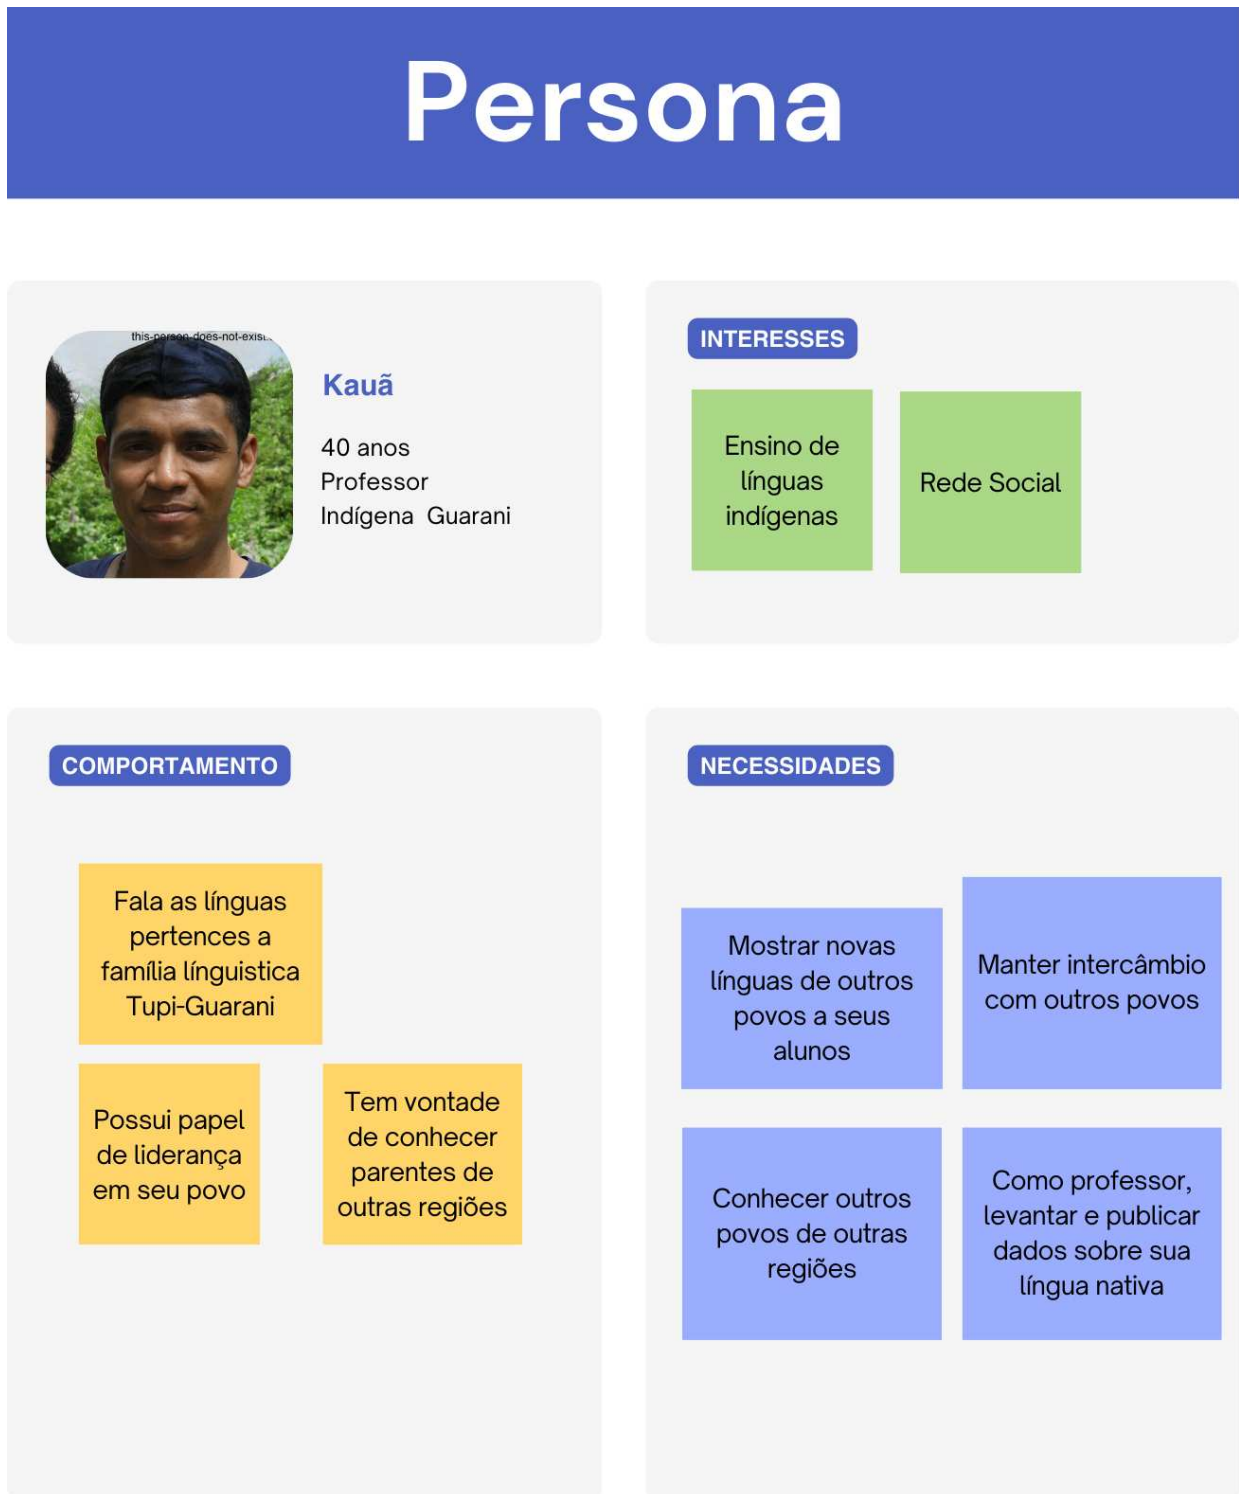 Persona
this-person-does-not-exist..
Kauã
40 anos
Professor
Indígena Guarani
INTERESSES
Ensino de
línguas
indígenas
Rede Social
COMPORTAMENTO
Fala as línguas
pertences a
família línguistica
Tupi-Guarani
Possui papel
de liderança
em seu povo
Tem vontade
de conhecer
parentes de
outras regiões
NECESSIDADES
Mostrar novas
línguas de outros
povos a seus
alunos
Manter intercâmbio
com outros povos
Conhecer outros
povos de outras
regiões
Como professor,
levantar e publicar
dados sobre sua
língua nativa